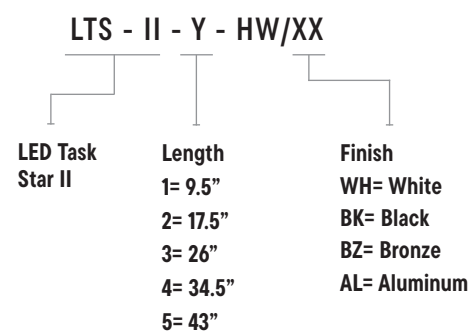 LTS - II - Y - HW/XX
LED Task
Star II
Length
1= 9.5”
2= 17.5”
3= 26”
4= 34.5”
5= 43”
Finish
WH= White
BK= Black
BZ= Bronze
AL= Aluminum